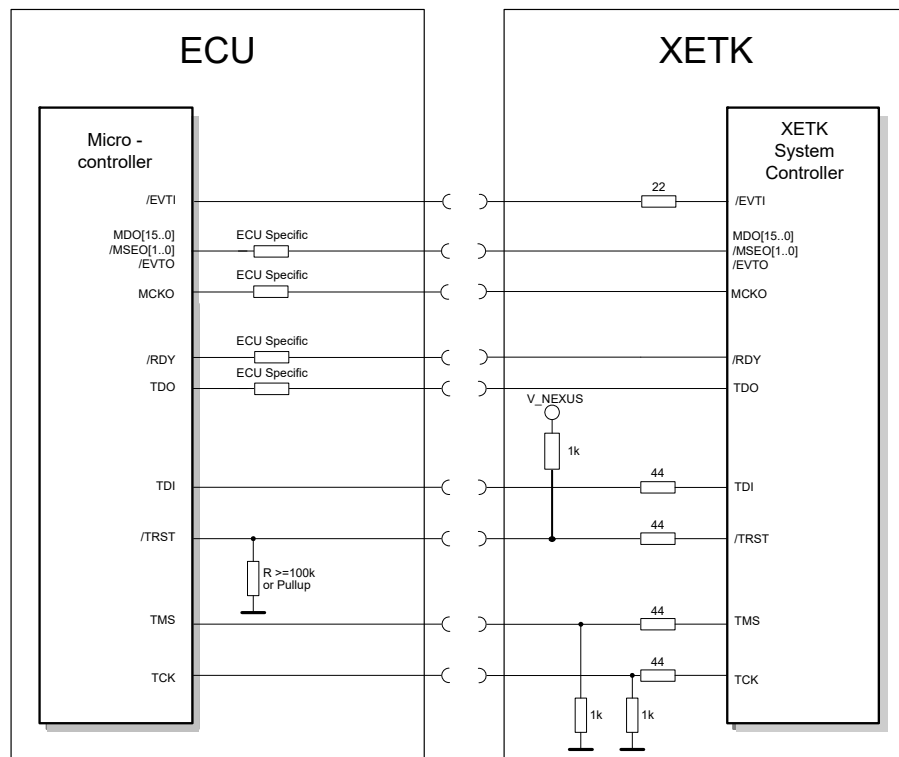 ECU
XETK
Micro -
controller
XETK
System
Controller
/EVTI
22
/EVTI
MDO[15..0]
/MSEO[1..0]
/EVTO
ECU Specific
MDO[15..0]
/MSEO[1..0]
/EVTO
MCKO
ECU Specific
MCKO
/RDY
ECU Specific
/RDY
TDO
ECU Specific
TDO
V_NEXUS
1k
TDI
44
TDI
/TRST
44
/TRST
R >=100k
or Pullup
TMS
44
TMS
TCK
44
TCK
1k
1k